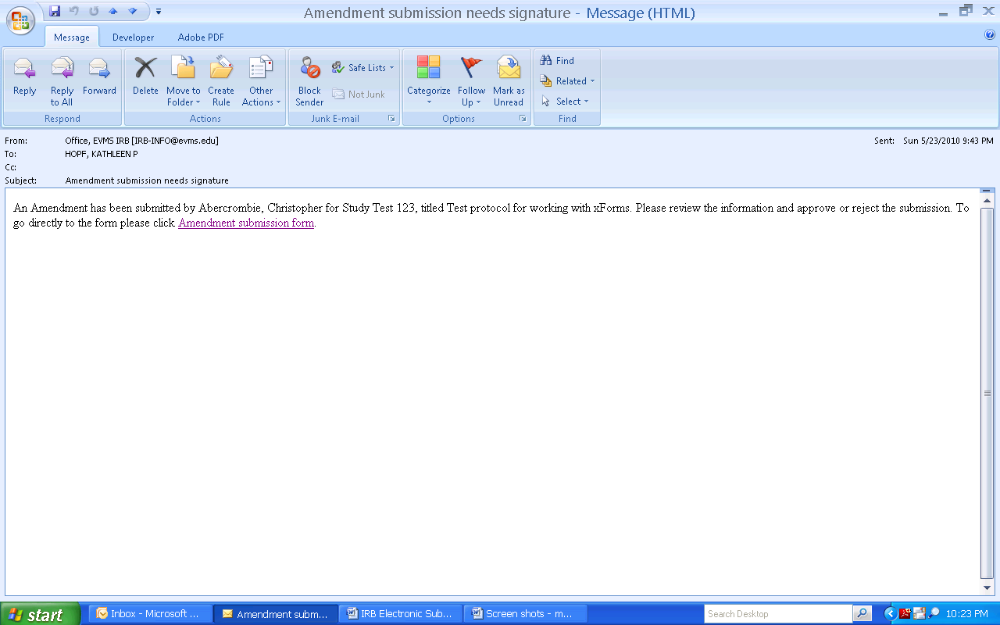 Amendment submission needs signature - Message (HTML)
Message Developer Adobe PDF
Reply
Reply to All
Forward
Respond
Delete
Move to Folder
Create Rule
Other Actions
Actions
Block Sender
Safe Lists
Not Junk
Junk E-mail
Categorize
Follow Up
Mark as Unread
Options
Find
Related
Select
Find
From: Office, EVMS IRB [IRB-INFO@evms.edu] Sent: Sun 5/23/2010 9:43 PM
To: HOPF, KATHLEEN P
Cc:
Subject: Amendment submission needs signature
An Amendment has been submitted by Abercrombie, Christopher for Study Test 123, titled Test protocol for working with xForms. Please review the information and approve or reject the submission. To
go directly to the form please click Amendment submission form.
start Inbox - Microsoft ... Amendment subm... IRB Electronic Sub... Screen shots - m... Search Desktop 10:23 PM